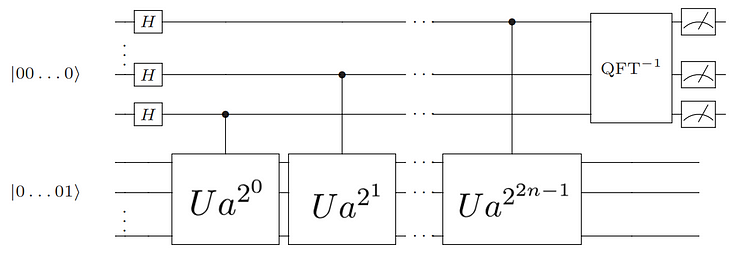 H
|00...0⟩ H QFT⁻¹
H
|0...01⟩ Ua^{2^0} Ua^{2^1} Ua^{2^{2n−1}}